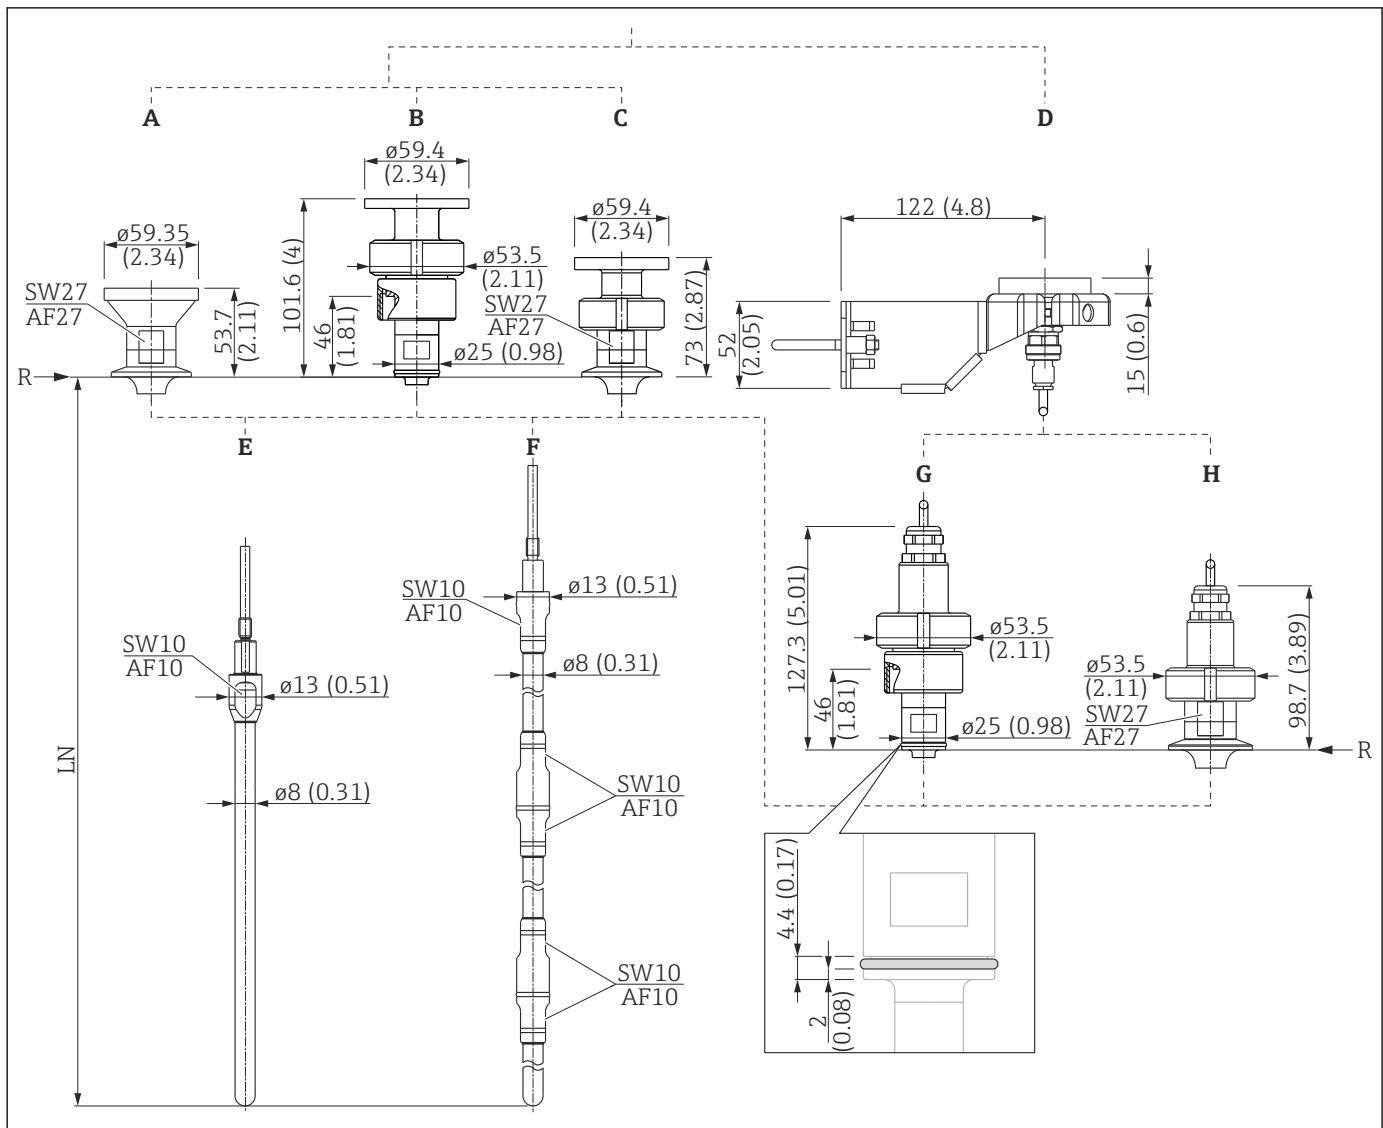 A
B
C
D
ø59.4
(2.34)
ø59.35
(2.34)
SW27
AF27
53.7
(2.11)
101.6 (4)
46
(1.81)
ø53.5
(2.11)
SW27
AF27
ø25 (0.98)
ø59.4
(2.34)
73 (2.87)
122 (4.8)
52
(2.05)
15 (0.6)
R
E
F
G
H
LN
SW10
AF10
ø13 (0.51)
ø8 (0.31)
SW10
AF10
ø13 (0.51)
ø8 (0.31)
SW10
AF10
SW10
AF10
127.3 (5.01)
46
(1.81)
ø53.5
(2.11)
ø25 (0.98)
ø53.5
(2.11)
SW27
AF27
98.7 (3.89)
R
4.4 (0.17)
2
(0.08)